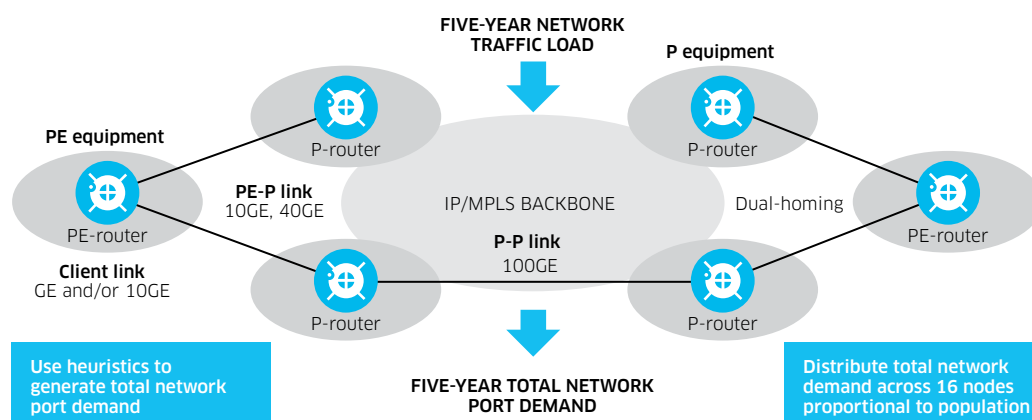 FIVE-YEAR NETWORK
TRAFFIC LOAD
P equipment
PE equipment
P-router
P-router
PE-P link
10GE, 40GE
IP/MPLS BACKBONE
Dual-homing
PE-router
PE-router
P-P link
100GE
Client link
GE and/or 10GE
P-router
P-router
Use heuristics to
generate total network
port demand
FIVE-YEAR TOTAL NETWORK
PORT DEMAND
Distribute total network
demand across 16 nodes
proportional to population